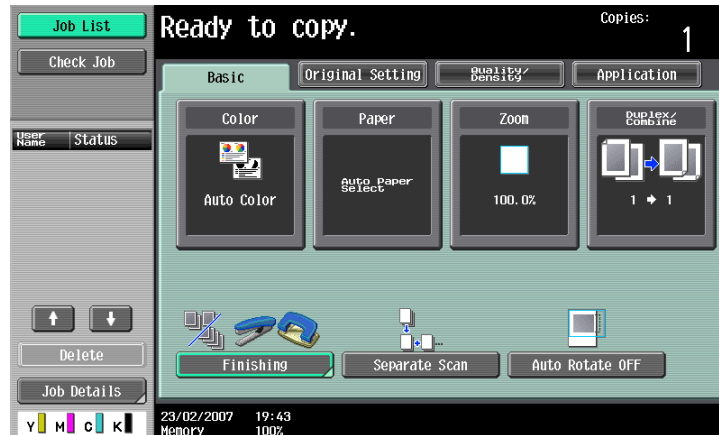 Job List
Ready to copy.
Copies:
1
Check Job
Basic
Original Setting
Quality/
Density
Application
Color
Paper
Zoom
Duplex/
Combine
User
Name
Status
Auto Color
Auto Paper
Select
100.0%
1 → 1
Delete
Finishing
Separate Scan
Auto Rotate OFF
Job Details
Y M C K
23/02/2007 19:43
Memory 100%